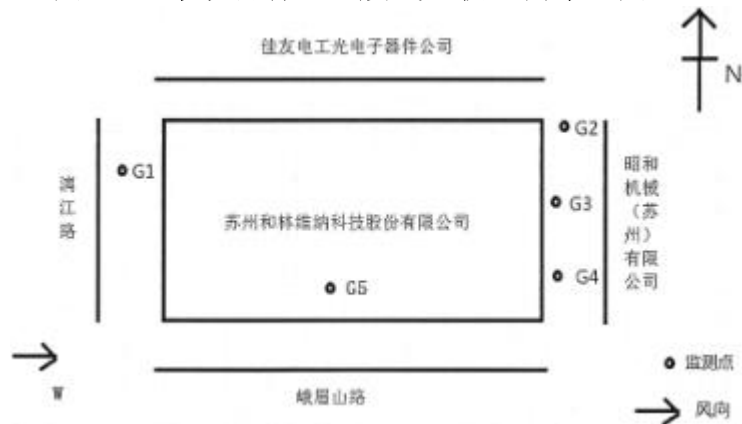 佳友电工光电子器件公司
N
G2
G1
漓江路
G3
昭和
机械
(苏
州)
有限
公司
苏州和林维纳科技股份有限公司
G4
G5
监测点
W
峨眉山路
风向